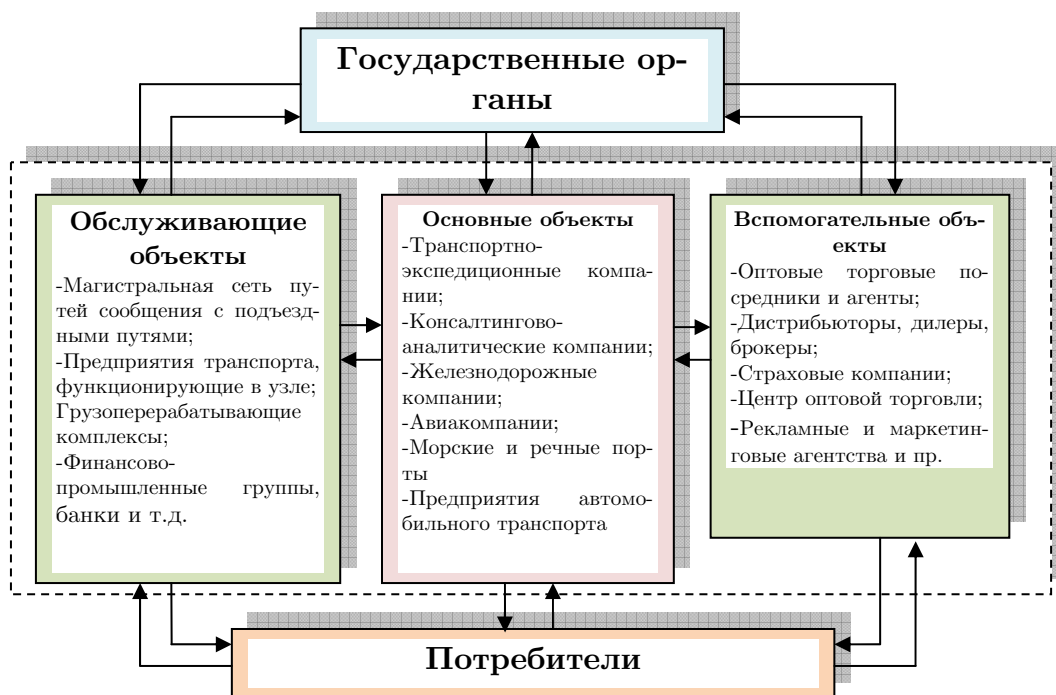 Государственные ор-
ганы
Обслуживающие
объекты
-Магистральная сеть пу-
тей сообщения с подъезд-
ными путями;
-Предприятия транспорта,
функционирующие в узле;
Грузоперерабатывающие
комплексы;
-Финансово-
промышленные группы,
банки и т.д.
Основные объекты
-Транспортно-
экспедиционные компа-
нии;
-Консалтингово-
аналитические компании;
-Железнодорожные
компании;
-Авиакомпании;
-Морские и речные пор-
ты
-Предприятия автомо-
бильного транспорта
Вспомогательные объ-
екты
-Оптовые торговые по-
средники и агенты;
-Дистрибьюторы, дилеры,
брокеры;
-Страховые компании;
-Центр оптовой торговли;
-Рекламные и маркетин-
говые агентства и пр.
Потребители